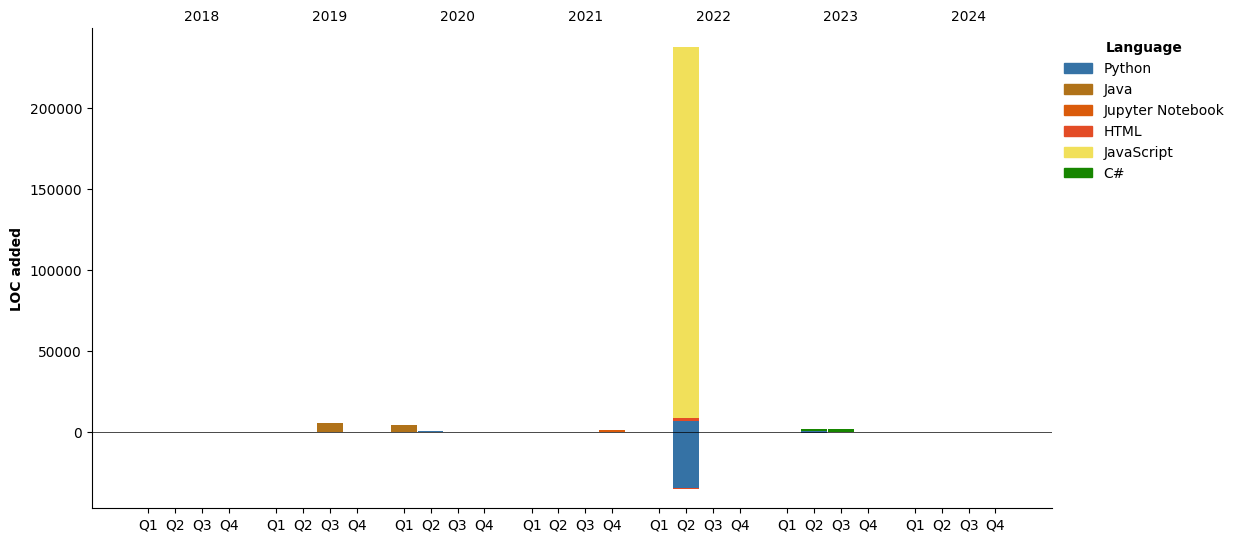 2018 2019 2020 2021 2022 2023 2024
Language
Python
Java
Jupyter Notebook
HTML
JavaScript
C#
LOC added
200000
150000
100000
50000
0
Q1 Q2 Q3 Q4 Q1 Q2 Q3 Q4 Q1 Q2 Q3 Q4 Q1 Q2 Q3 Q4 Q1 Q2 Q3 Q4 Q1 Q2 Q3 Q4 Q1 Q2 Q3 Q4